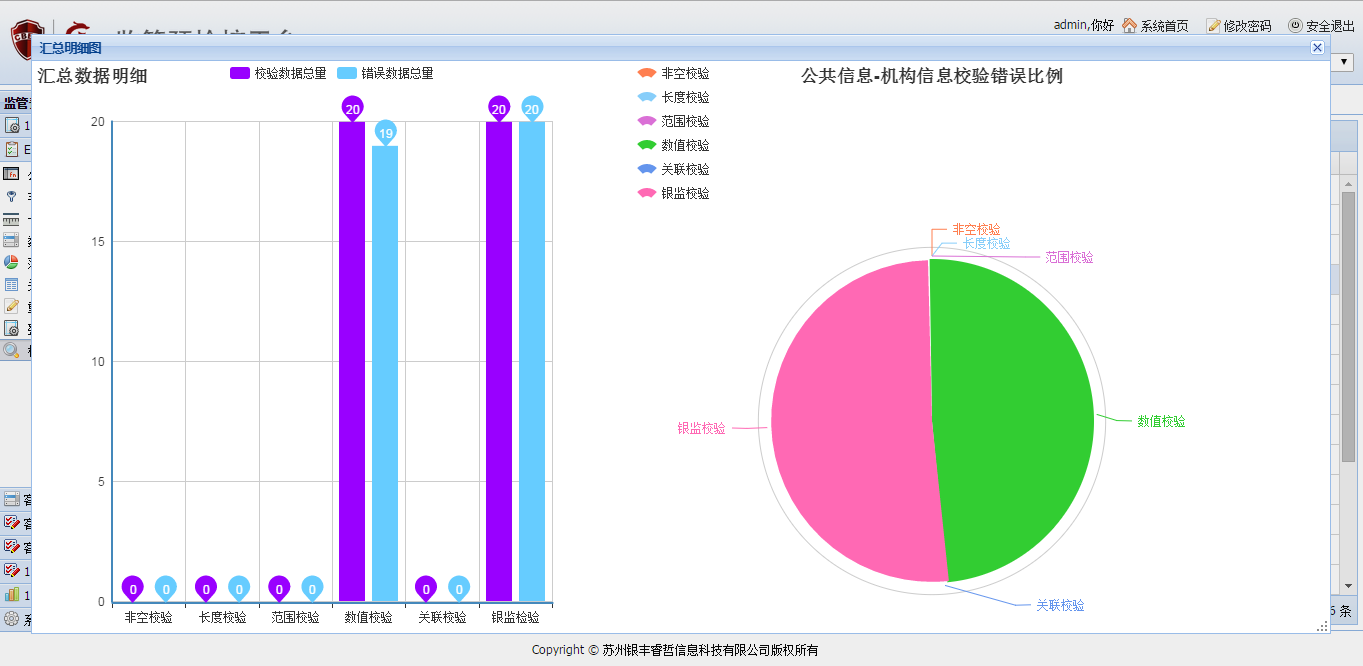 admin,你好 系统首页 修改密码 安全退出
汇总明细图
汇总数据明细
校验数据总量 错误数据总量
20
15
10
5
0
0 0 0 0 0 0 20 19 0 0 20 20
非空校验 长度校验 范围校验 数值校验 关联校验 银监检验
公共信息-机构信息校验错误比例
非空校验
长度校验
范围校验
数值校验
关联校验
银监校验
非空校验
长度校验
范围校验
数值校验
银监校验
关联校验
监管
1
E
1
1
条
Copyright © 苏州银丰睿哲信息科技有限公司版权所有